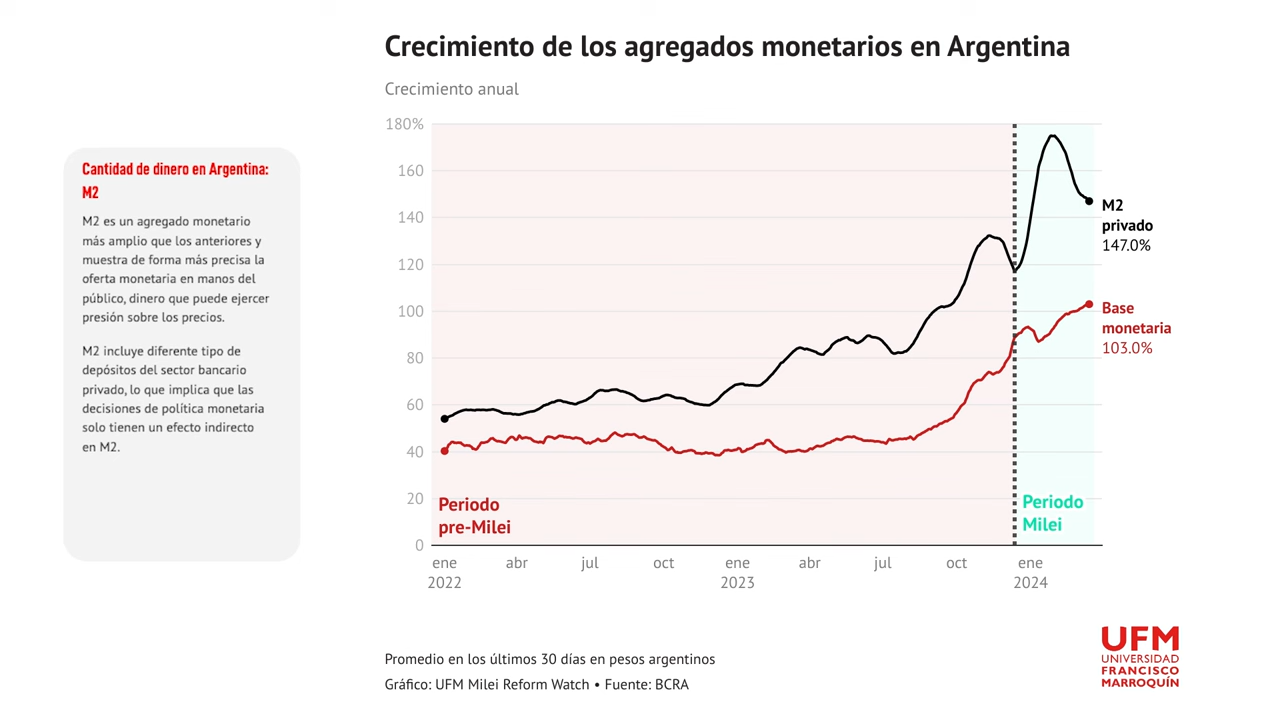 Crecimiento de los agregados monetarios en Argentina
Crecimiento anual
Cantidad de dinero en Argentina:
M2
M2 es un agregado monetario
más amplio que los anteriores y
muestra de forma más precisa la
oferta monetaria en manos del
público, dinero que puede ejercer
presión sobre los precios.
M2 incluye diferente tipo de
depósitos del sector bancario
privado, lo que implica que las
decisiones de política monetaria
solo tienen un efecto indirecto
en M2.
180%
160
140
120
100
80
60
40
20
0
M2
privado
147.0%
Base
monetaria
103.0%
Periodo
pre-Milei
Periodo
Milei
ene
2022
abr
jul
oct
ene
2023
abr
jul
oct
ene
2024
Promedio en los últimos 30 días en pesos argentinos
Gráfico: UFM Milei Reform Watch • Fuente: BCRA
UFM
UNIVERSIDAD
FRANCISCO
MARROQUÍN